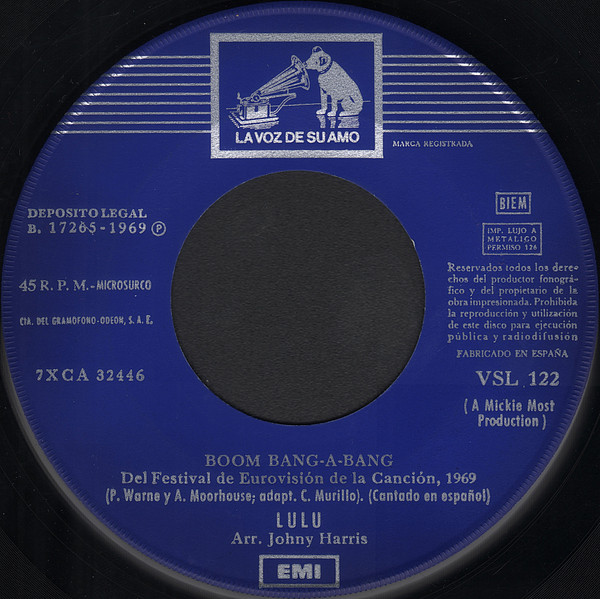 LA VOZ DE SU AMO
MARCA REGISTRADA
DEPOSITO LEGAL
B. 17265-1969 Ⓟ
BIEM
IMP. LUJO A
METALICO
PERMISO 126
45 R. P. M.-MICROSURCO
CIA. DEL GRAMOFONO-ODEON, S. A. E.
Reservados todos los dere-
chos del productor fonográ-
fico y del propietario de la
obra impresionada. Prohibida
la reproducción y utilización
de este disco para ejecución
pública y radiodifusión
FABRICADO EN ESPAÑA
7XCA 32446
VSL 122
( A Mickie Most
Production )
BOOM BANG-A-BANG
Del Festival de Eurovisión de la Canción, 1969
(P. Warne y A. Moorhouse; adapt. C. Murillo). (Cantado en español)
LULU
Arr. Johny Harris
EMI